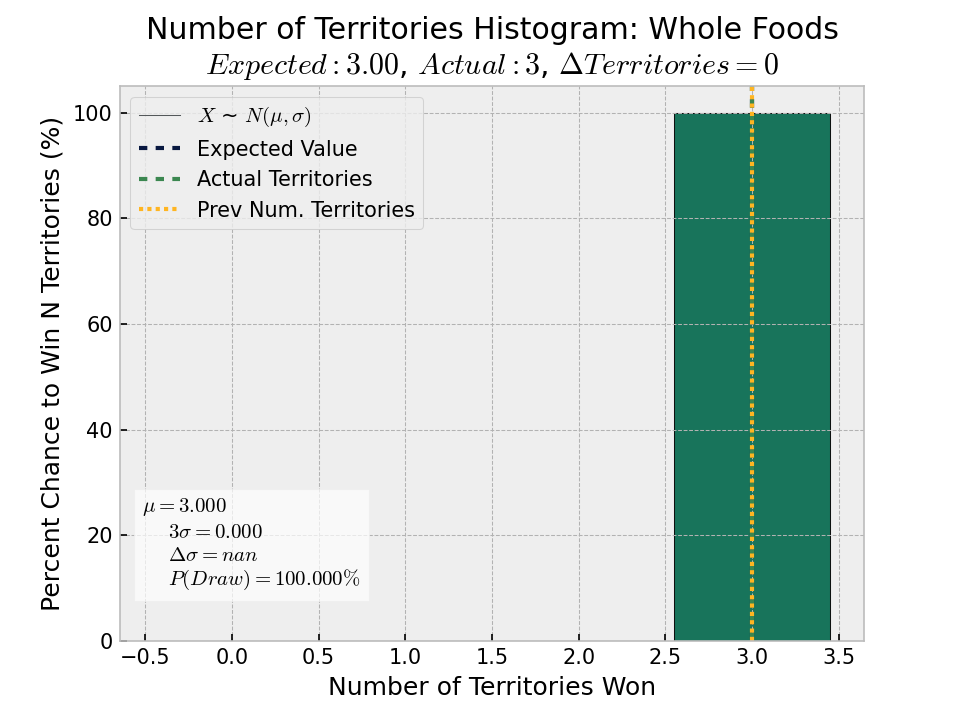 Number of Territories Histogram: Whole Foods
Expected : 3.00, Actual : 3, ΔTerritories = 0
X ~ N(μ, σ)
Expected Value
Actual Territories
Prev Num. Territories
Percent Chance to Win N Territories (%)
100
80
60
40
20
0
μ = 3.000
3σ = 0.000
Δσ = nan
P(Draw) = 100.000%
−0.5 0.0 0.5 1.0 1.5 2.0 2.5 3.0 3.5
Number of Territories Won